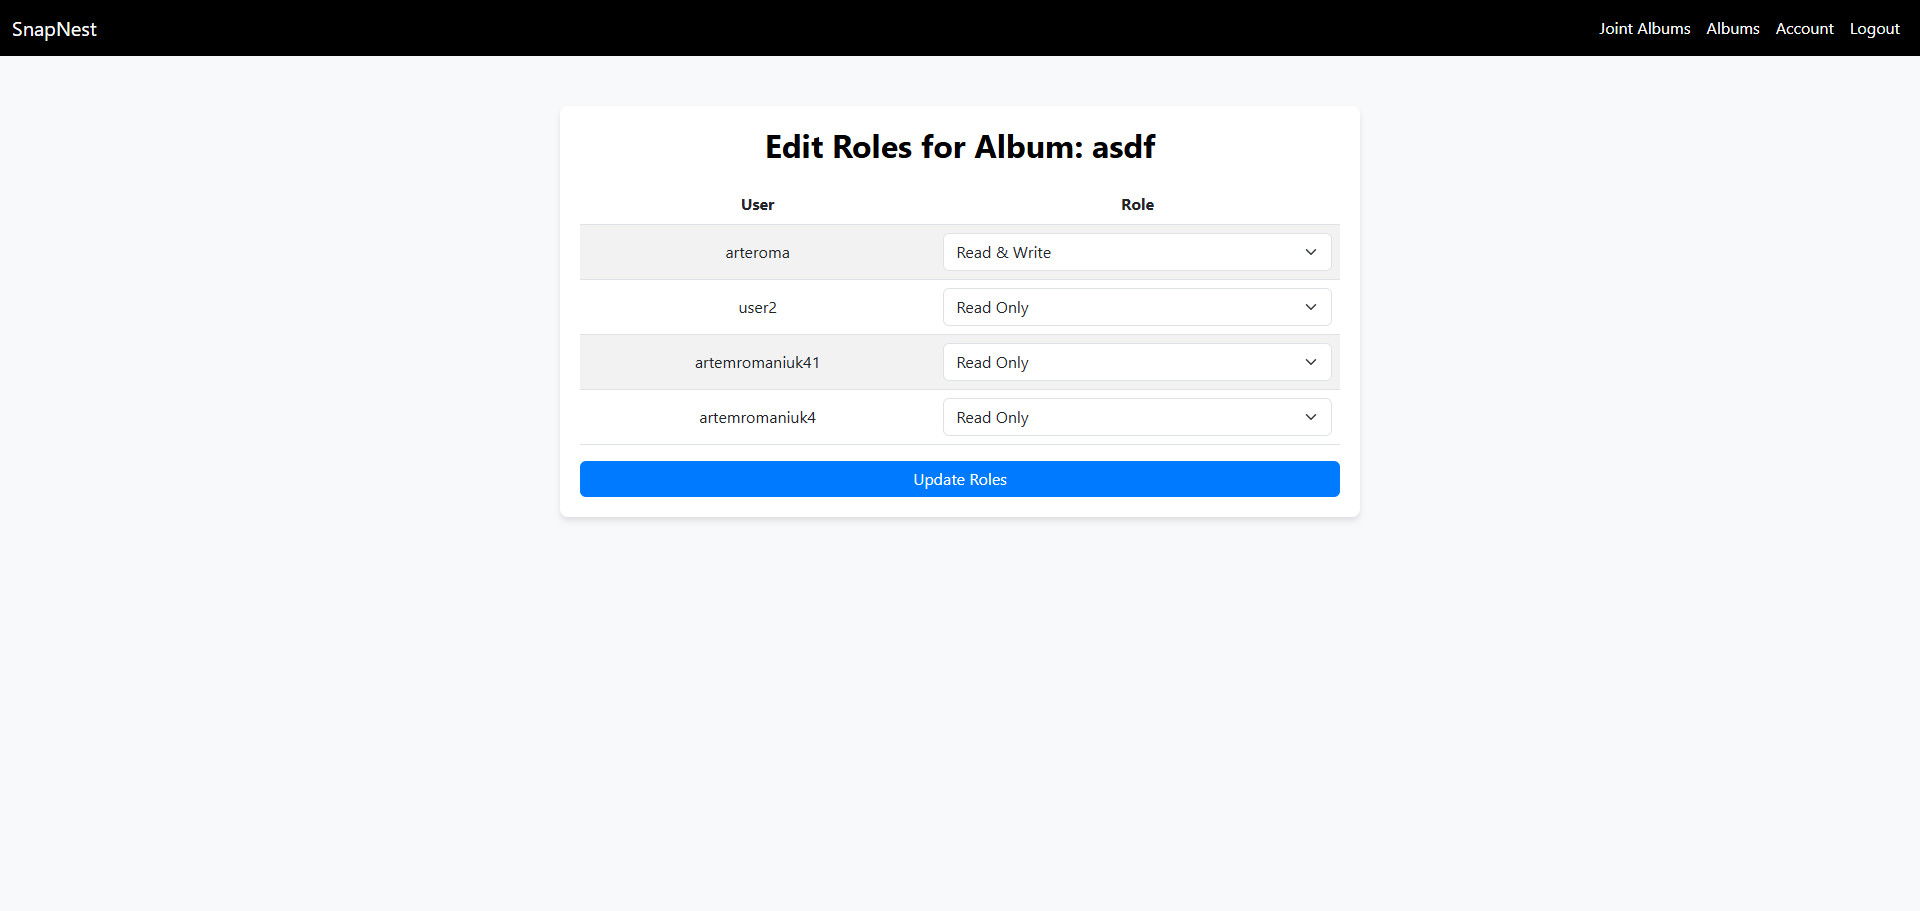 SnapNest
Joint Albums Albums Account Logout
Edit Roles for Album: asdf
User Role
arteroma Read & Write
user2 Read Only
artemromaniuk41 Read Only
artemromaniuk4 Read Only
Update Roles